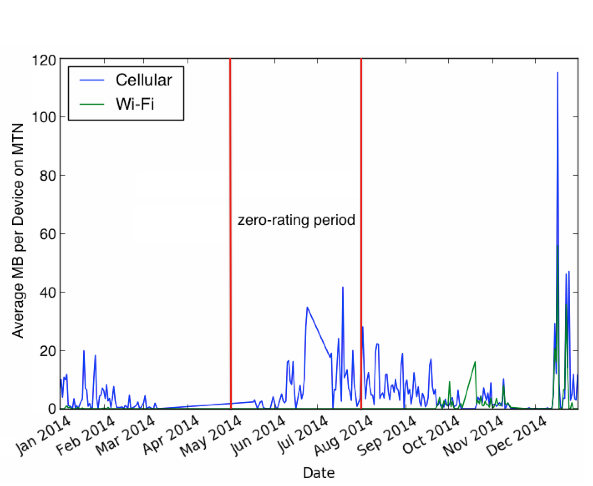 120
100
80
60
40
20
0
Average MB per Device on MTN
Cellular
Wi-Fi
zero-rating period
Jan 2014
Feb 2014
Mar 2014
Apr 2014
May 2014
Jun 2014
Jul 2014
Aug 2014
Sep 2014
Oct 2014
Nov 2014
Dec 2014
Date